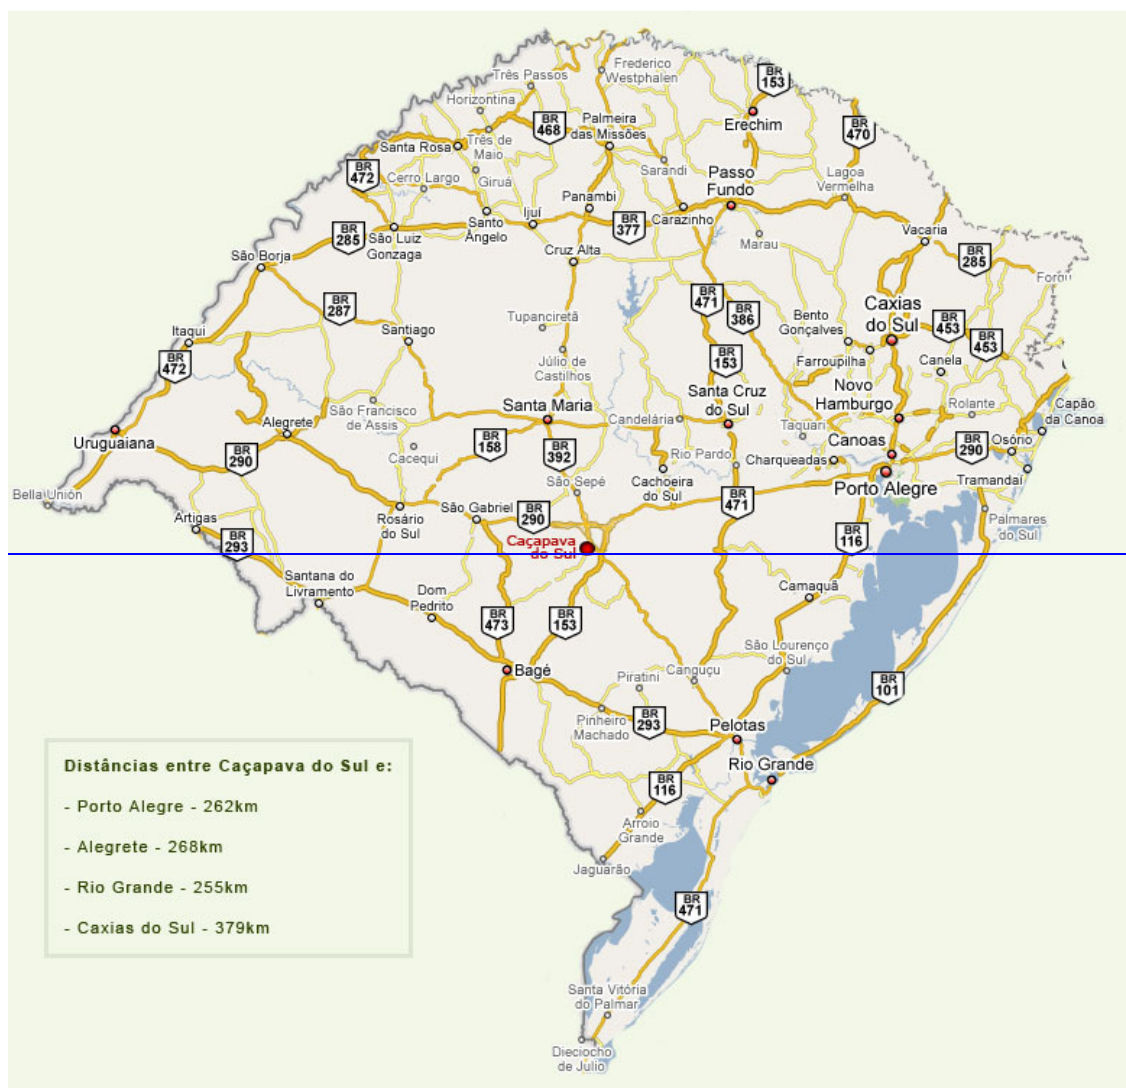 BR
153
Frederico
Westphalen
Três Passos
Horizontina
BR
468
Palmeira
das Missões
Erechim
BR
470
Santa Rosa
Três de
Maio
BR
472
Cerro Largo
Giruá
Sarandi
Passo
Fundo
Lagoa
Vermelha
Panambi
Ijuí
Santo
Ângelo
BR
377
Carazinho
BR
285
São Luiz
Gonzaga
Marau
Vacaria
Cruz Alta
São Borja
BR
285
BR
287
BR
471
BR
386
Caxias
do Sul
Tupanciretã
Bento
Gonçalves
BR
453
BR
453
Itaqui
Santiago
BR
472
Júlio de
Castilhos
BR
153
Farroupilha
Canela
Santa Cruz
do Sul
Novo
Hamburgo
São Francisco
de Assis
Santa Maria
Candelária
Rolante
Capão
da Canoa
Uruguaiana
Alegrete
Taquari
Canoas
Osório
BR
290
BR
158
BR
392
Cacequi
Rio Pardo
Charqueadas
BR
290
Cachoeira
do Sul
Porto Alegre
Tramandaí
Bella Unión
São Sepé
BR
471
Artigas
Rosário
do Sul
São Gabriel
BR
290
Palmares
do Sul
BR
293
Caçapava
do Sul
BR
116
Santana do
Livramento
Dom
Pedrito
Camaquã
BR
473
BR
153
São Lourenço
do Sul
Bagé
Piratini
Canguçu
BR
101
Pinheiro
Machado
BR
293
Pelotas
Rio Grande
BR
116
Arroio
Grande
Jaguarão
BR
471
Santa Vitória
do Palmar
Dieciocho
de Julio
Distâncias entre Caçapava do Sul e:
- Porto Alegre - 262km
- Alegrete - 268km
- Rio Grande - 255km
- Caxias do Sul - 379km